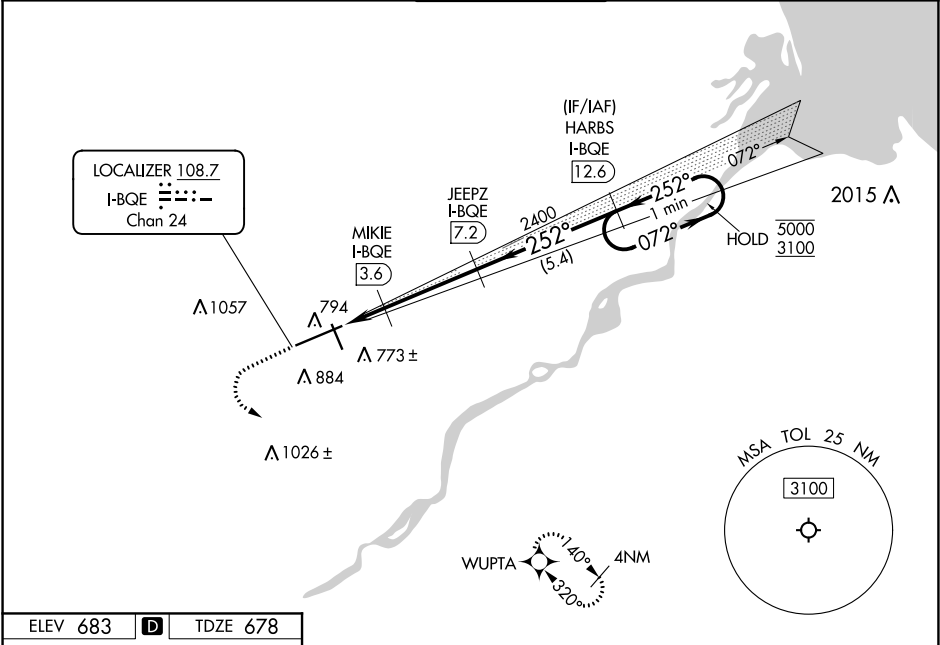 (IF/IAF)
HARBS
I-BQE
12.6
LOCALIZER 108.7
I-BQE
Chan 24
JEEPZ
I-BQE
7.2
MIKIE
I-BQE
3.6
2400
252°
(5.4)
252°
1 min
072°
072°
HOLD 5000
3100
2015
1057
794
773 ±
884
1026 ±
MSA TOL 25 NM
3100
WUPTA
140°
320°
4NM
ELEV 683 D TDZE 678